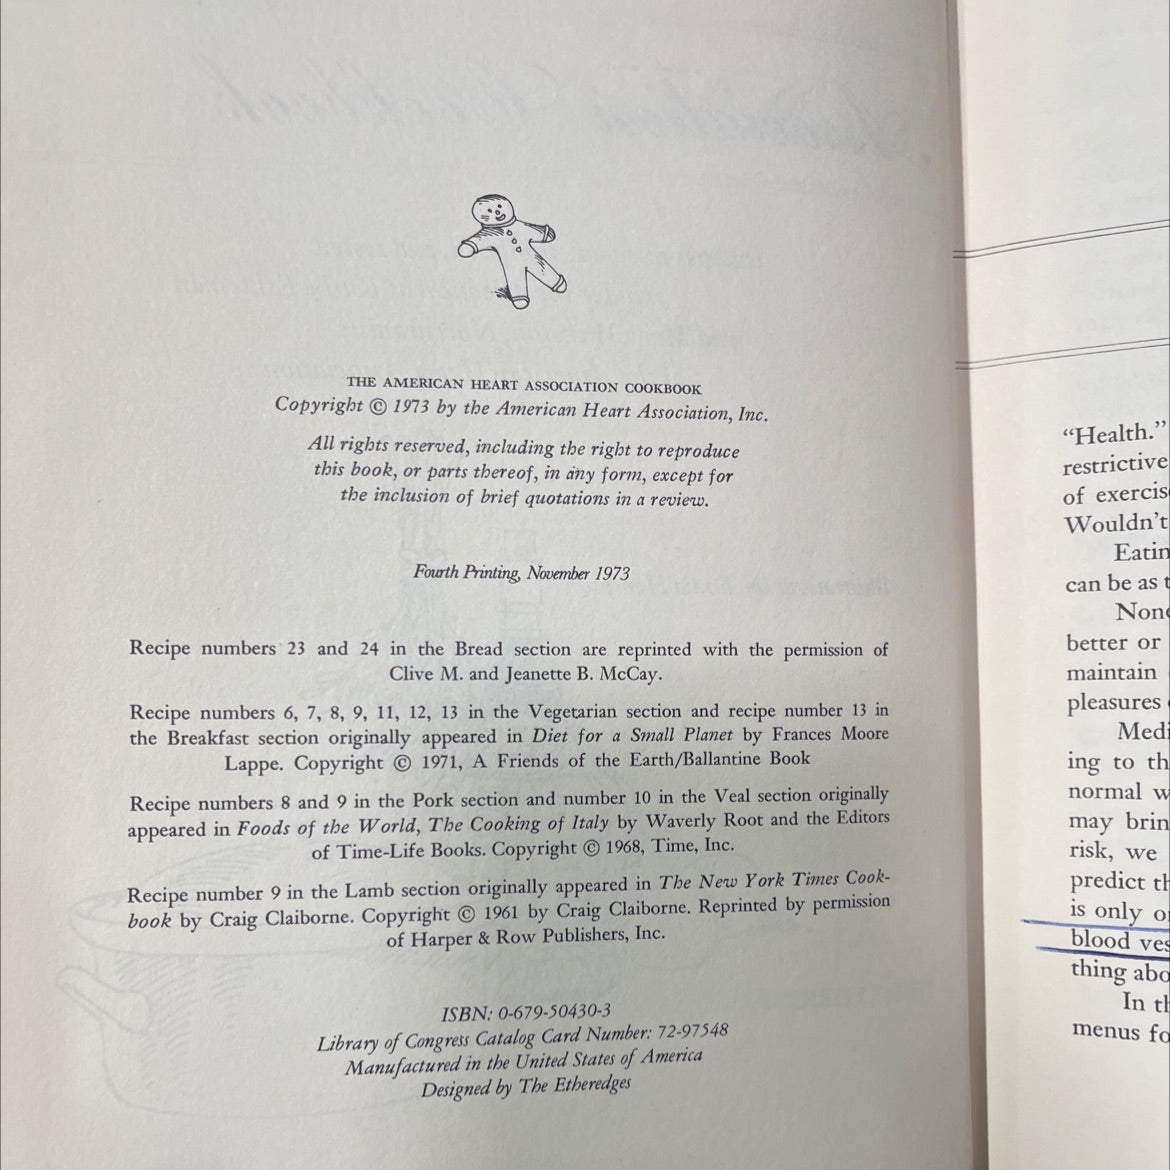 THE AMERICAN HEART ASSOCIATION COOKBOOK
Copyright © 1973 by the American Heart Association, Inc.
All rights reserved, including the right to reproduce
this book, or parts thereof, in any form, except for
the inclusion of brief quotations in a review.
Fourth Printing, November 1973
Recipe numbers 23 and 24 in the Bread section are reprinted with the permission of
Clive M. and Jeanette B. McCay.
Recipe numbers 6, 7, 8, 9, 11, 12, 13 in the Vegetarian section and recipe number 13 in
the Breakfast section originally appeared in Diet for a Small Planet by Frances Moore
Lappe. Copyright © 1971, A Friends of the Earth/Ballantine Book
Recipe numbers 8 and 9 in the Pork section and number 10 in the Veal section originally
appeared in Foods of the World, The Cooking of Italy by Waverly Root and the Editors
of Time-Life Books. Copyright © 1968, Time, Inc.
Recipe number 9 in the Lamb section originally appeared in The New York Times Cook-
book by Craig Claiborne. Copyright © 1961 by Craig Claiborne. Reprinted by permission
of Harper & Row Publishers, Inc.
ISBN: 0-679-50430-3
Library of Congress Catalog Card Number: 72-97548
Manufactured in the United States of America
Designed by The Etheredges
“Health.”
restrictive
of exercis
Wouldn’t
Eatin
can be as t
None
better or
maintain
pleasures
Medi
ing to th
normal w
may brin
risk, we
predict th
is only o
blood ves
thing abo
In th
menus fo